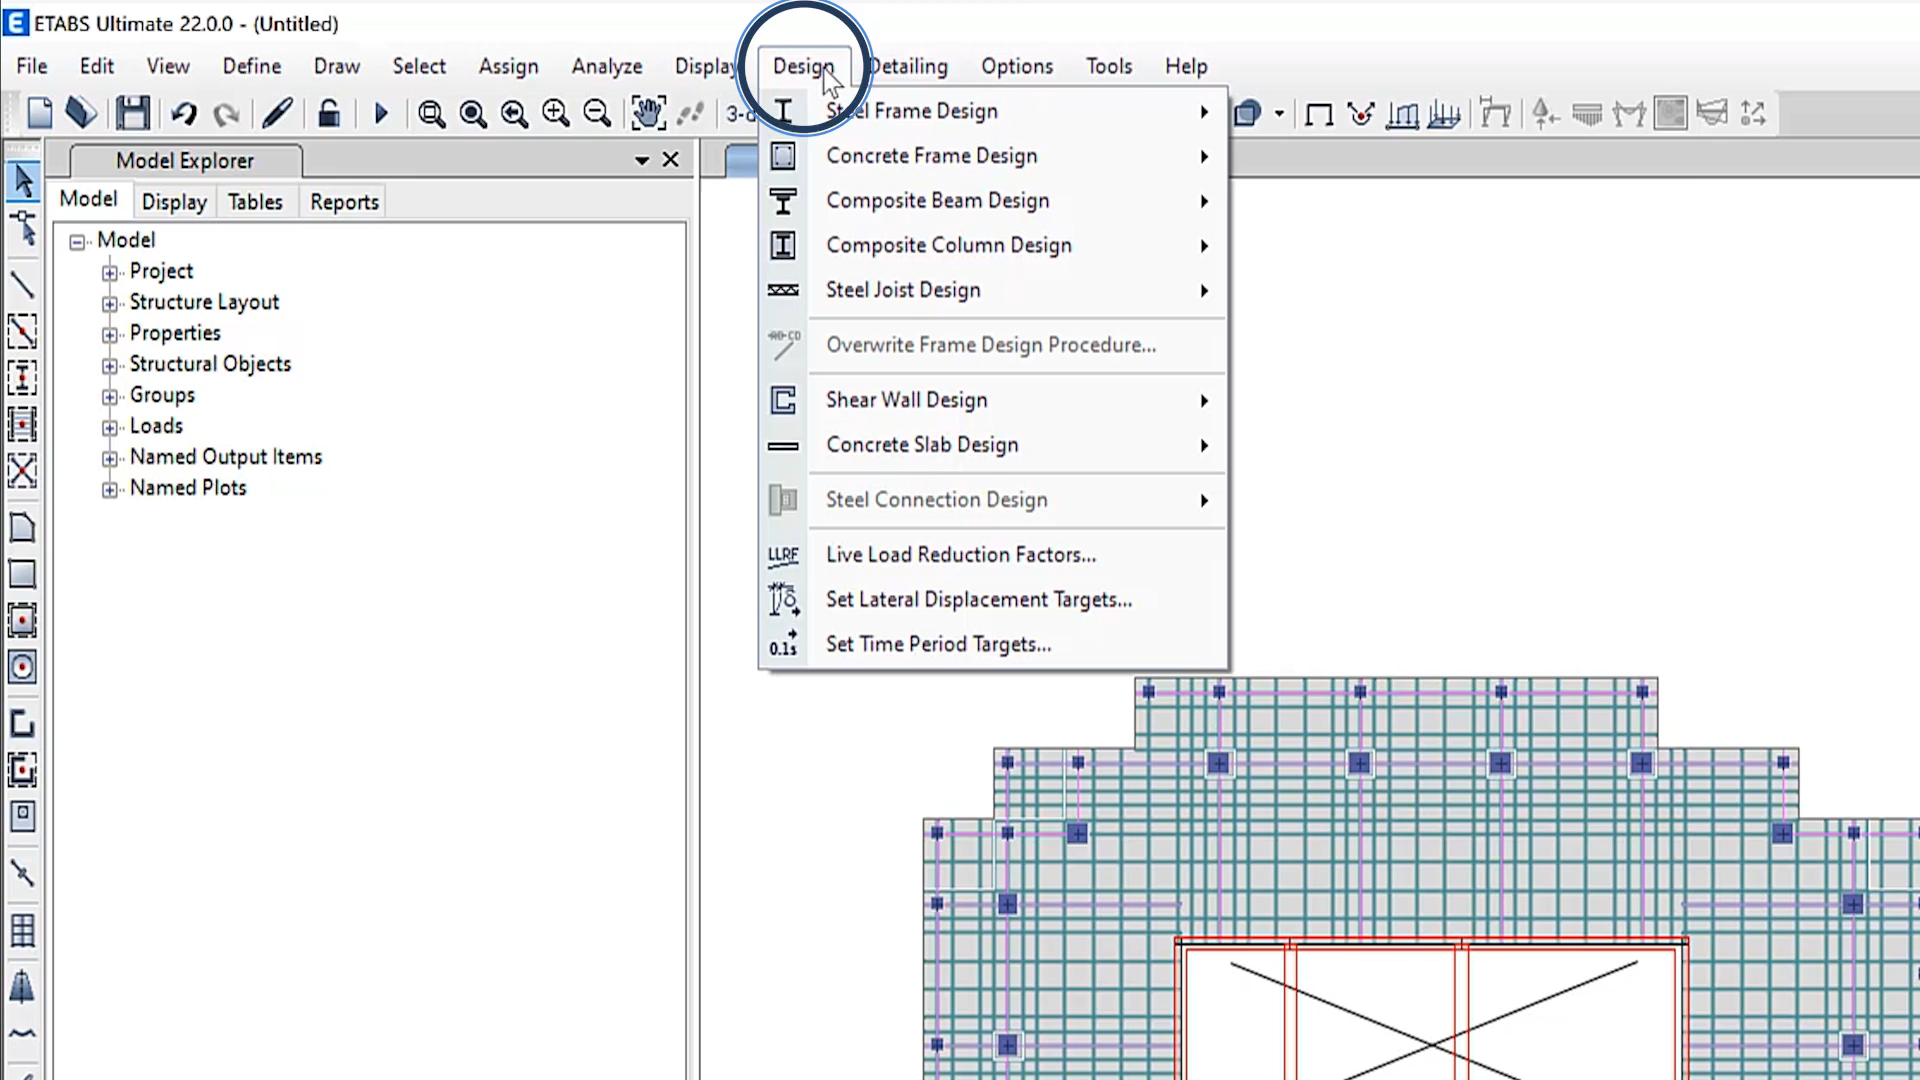 ETABS Ultimate 22.0.0 - (Untitled)
File Edit View Define Draw Select Assign Analyze Display Design Detailing Options Tools Help
3-d
Model Explorer
Model Display Tables Reports
Model
Project
Structure Layout
Properties
Structural Objects
Groups
Loads
Named Output Items
Named Plots
Steel Frame Design
Concrete Frame Design
Composite Beam Design
Composite Column Design
Steel Joist Design
Overwrite Frame Design Procedure...
Shear Wall Design
Concrete Slab Design
Steel Connection Design
LLRF Live Load Reduction Factors...
δ Set Lateral Displacement Targets...
0.1s Set Time Period Targets...